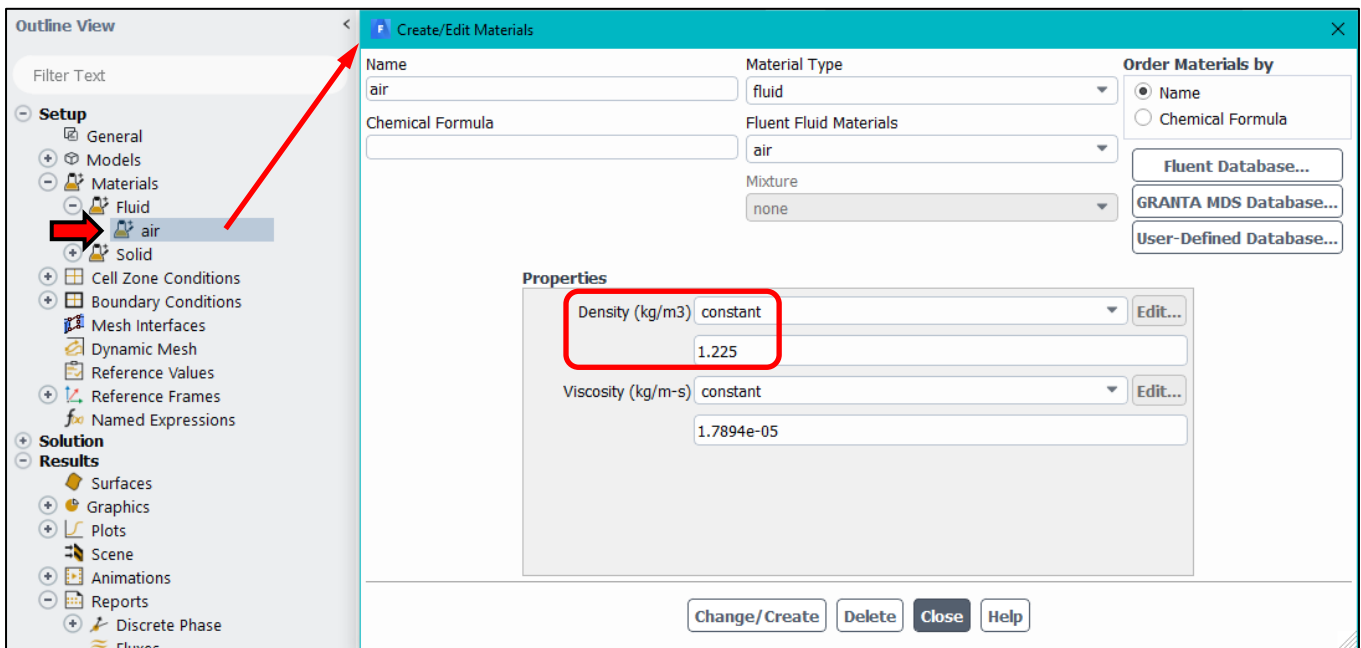 Outline View
<
Filter Text
Setup
General
Models
Materials
Fluid
air
Solid
Cell Zone Conditions
Boundary Conditions
Mesh Interfaces
Dynamic Mesh
Reference Values
Reference Frames
Named Expressions
Solution
Results
Surfaces
Graphics
Plots
Scene
Animations
Reports
Discrete Phase
Fluxes
F Create/Edit Materials
Name
air
Chemical Formula
Material Type
fluid
Fluent Fluid Materials
air
Mixture
none
Order Materials by
Name
Chemical Formula
Fluent Database...
GRANTA MDS Database...
User-Defined Database...
Properties
Density (kg/m3) constant Edit...
1.225
Viscosity (kg/m-s) constant Edit...
1.7894e-05
Change/Create Delete Close Help